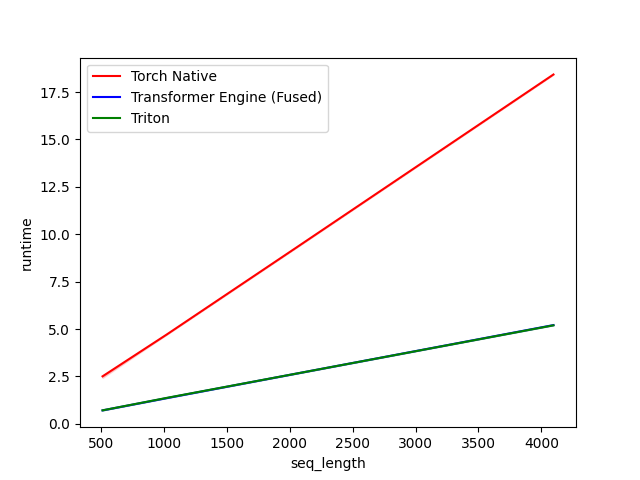 Torch Native
Transformer Engine (Fused)
Triton
17.5
15.0
12.5
10.0
7.5
5.0
2.5
0.0
runtime
500 1000 1500 2000 2500 3000 3500 4000
seq_length